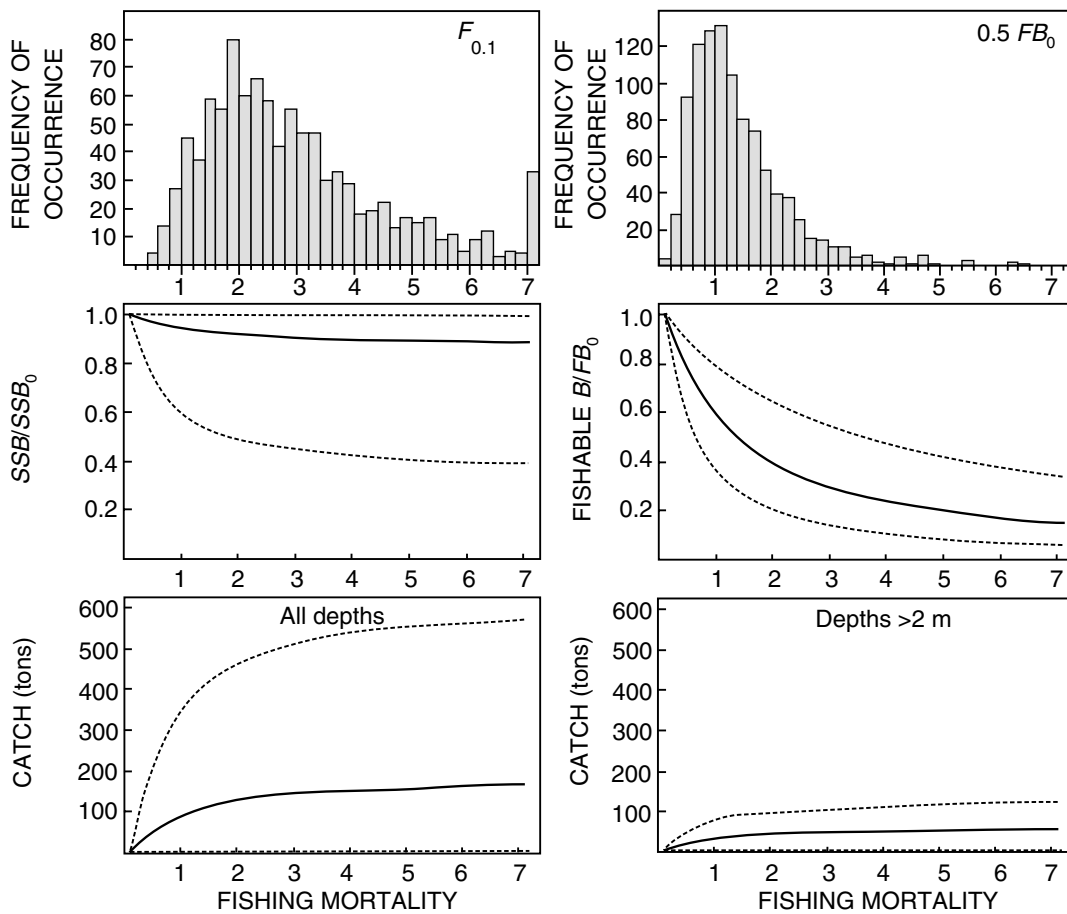 FREQUENCY OF
OCCURRENCE
80
70
60
50
40
30
20
10
F0.1
1 2 3 4 5 6 7
FREQUENCY OF
OCCURRENCE
120
100
80
60
40
20
0.5 FB0
1 2 3 4 5 6 7
SSB/SSB0
1.0
0.8
0.6
0.4
0.2
1 2 3 4 5 6 7
FISHABLE B/FB0
1.0
0.8
0.6
0.4
0.2
1 2 3 4 5 6 7
CATCH (tons)
600
500
400
300
200
100
All depths
1 2 3 4 5 6 7
FISHING MORTALITY
CATCH (tons)
600
500
400
300
200
100
Depths >2 m
1 2 3 4 5 6 7
FISHING MORTALITY